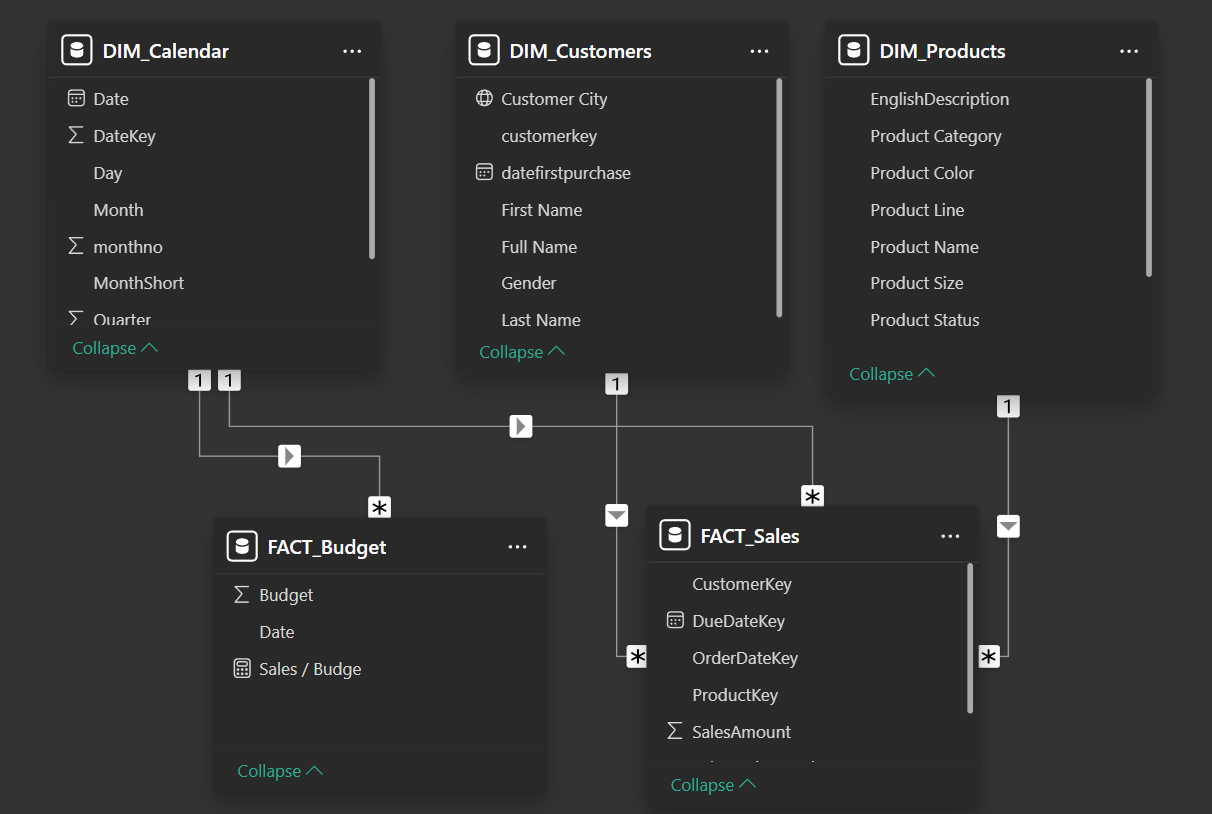 DIM_Calendar
Date
DateKey
Day
Month
monthno
MonthShort
Quarter
Collapse
DIM_Customers
Customer City
customerkey
datefirstpurchase
First Name
Full Name
Gender
Last Name
Collapse
DIM_Products
EnglishDescription
Product Category
Product Color
Product Line
Product Name
Product Size
Product Status
Collapse
1
1
1
1
*
*
*
*
FACT_Budget
Budget
Date
Sales / Budge
Collapse
FACT_Sales
CustomerKey
DueDateKey
OrderDateKey
ProductKey
SalesAmount
Collapse